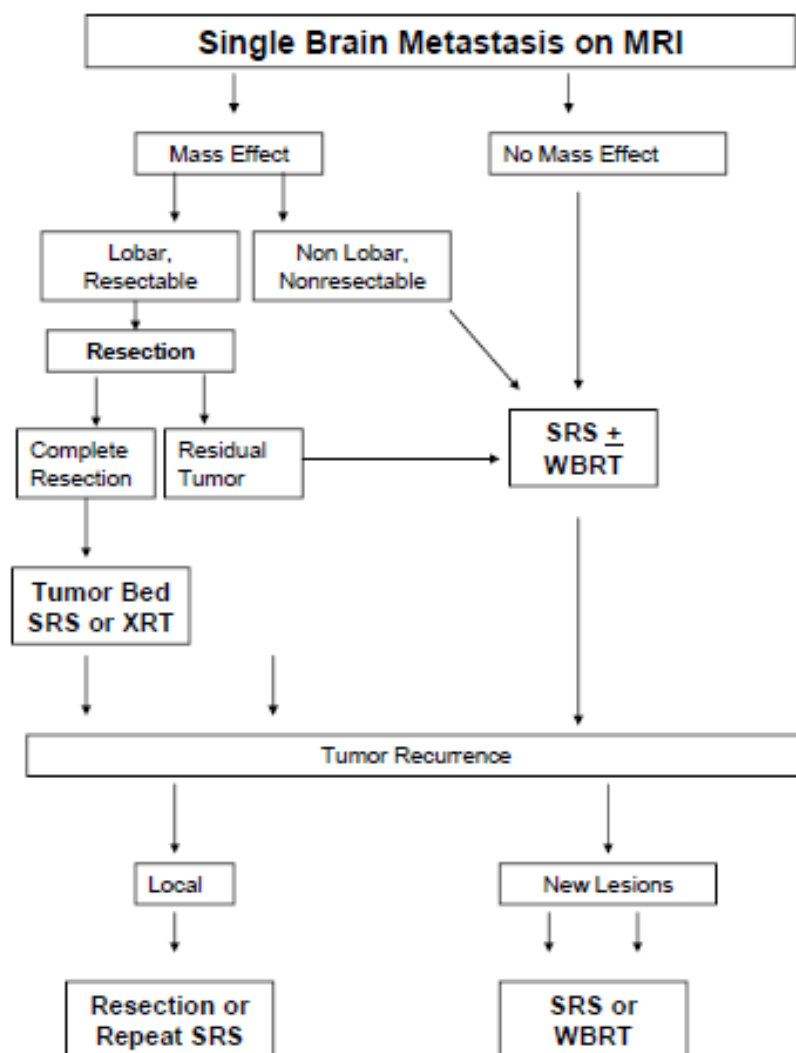 Single Brain Metastasis on MRI
Mass Effect
No Mass Effect
Lobar,
Resectable
Non Lobar,
Nonresectable
Resection
Complete
Resection
Residual
Tumor
SRS ±
WBRT
Tumor Bed
SRS or XRT
Tumor Recurrence
Local
New Lesions
Resection or
Repeat SRS
SRS or
WBRT